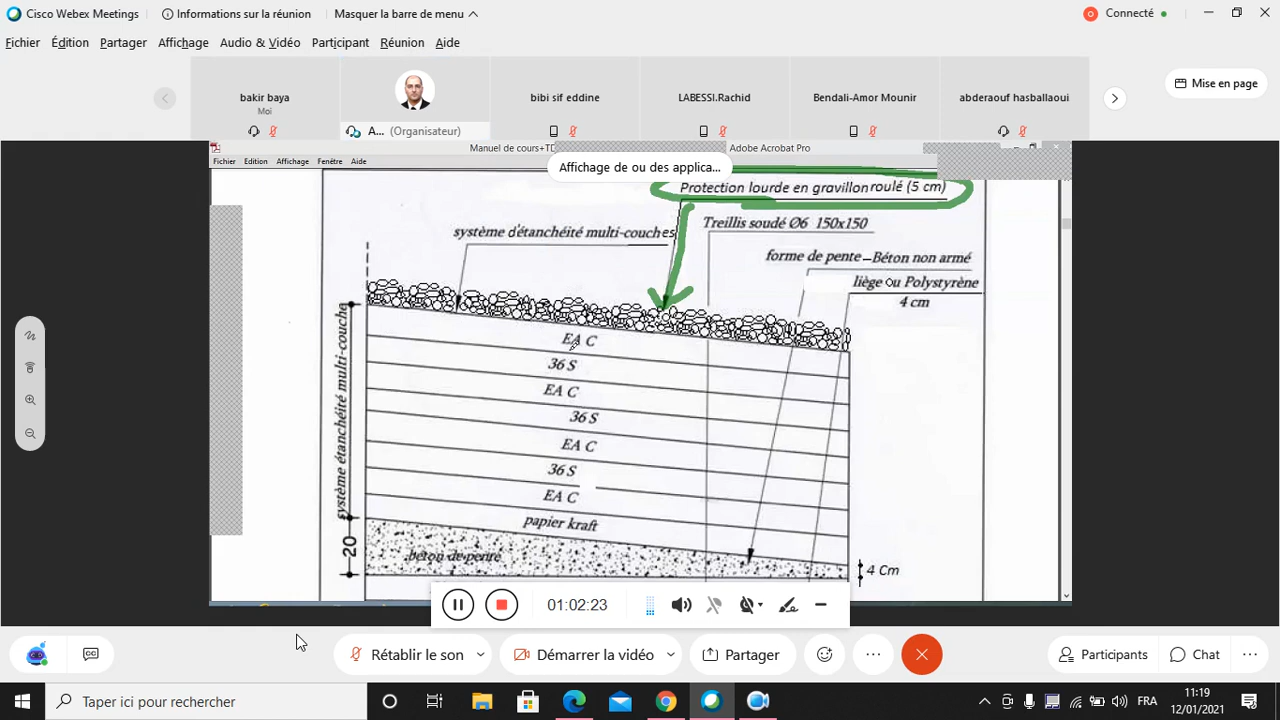 Cisco Webex Meetings
Informations sur la réunion
Masquer la barre de menu
Connecté
Fichier Édition Partager Affichage Audio & Vidéo Participant Réunion Aide
bakir baya
Moi
A... (Organisateur)
bibi sif eddine
LABESSI.Rachid
Bendali-Amor Mounir
abderaouf hasballaoui
Mise en page
Manuel de cours+TD
Adobe Acrobat Pro
Fichier Edition Affichage Fenêtre Aide
Affichage de ou des applica...
Protection lourde en gravillon roulé (5 cm)
Treillis soudé Ø6 150x150
système d'étanchéité multi-couches
forme de pente – Béton non armé
liège ou Polystyrène
4 cm
système étanchéité multi-couche
EA C
36 S
EA C
36 S
EA C
36 S
EA C
papier kraft
20
béton de pente
4 Cm
01:02:23
Rétablir le son
Démarrer la vidéo
Partager
Participants
Chat
Taper ici pour rechercher
FRA
11:19
12/01/2021